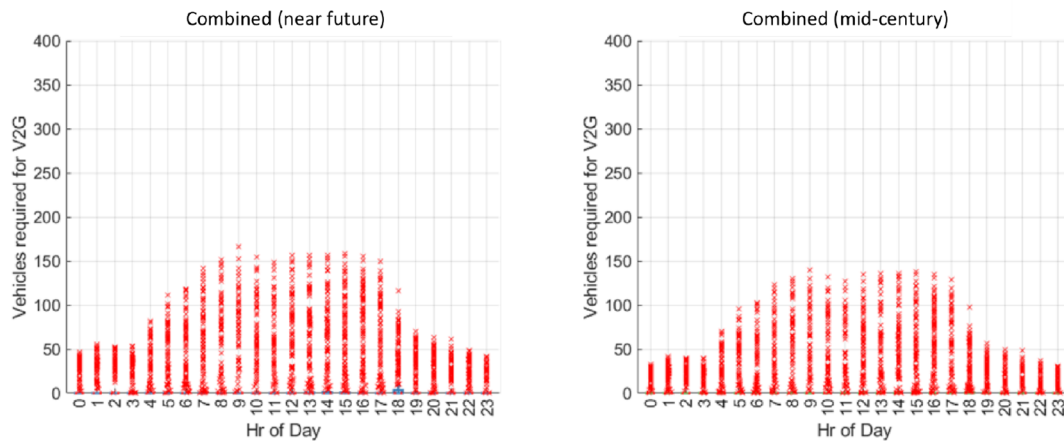 Combined (near future)
400
350
300
250
200
150
100
50
0
Vehicles required for V2G
0 1 2 3 4 5 6 7 8 9 10 11 12 13 14 15 16 17 18 19 20 21 22 23
Hr of Day
Combined (mid-century)
400
350
300
250
200
150
100
50
0
Vehicles required for V2G
0 1 2 3 4 5 6 7 8 9 10 11 12 13 14 15 16 17 18 19 20 21 22 23
Hr of Day